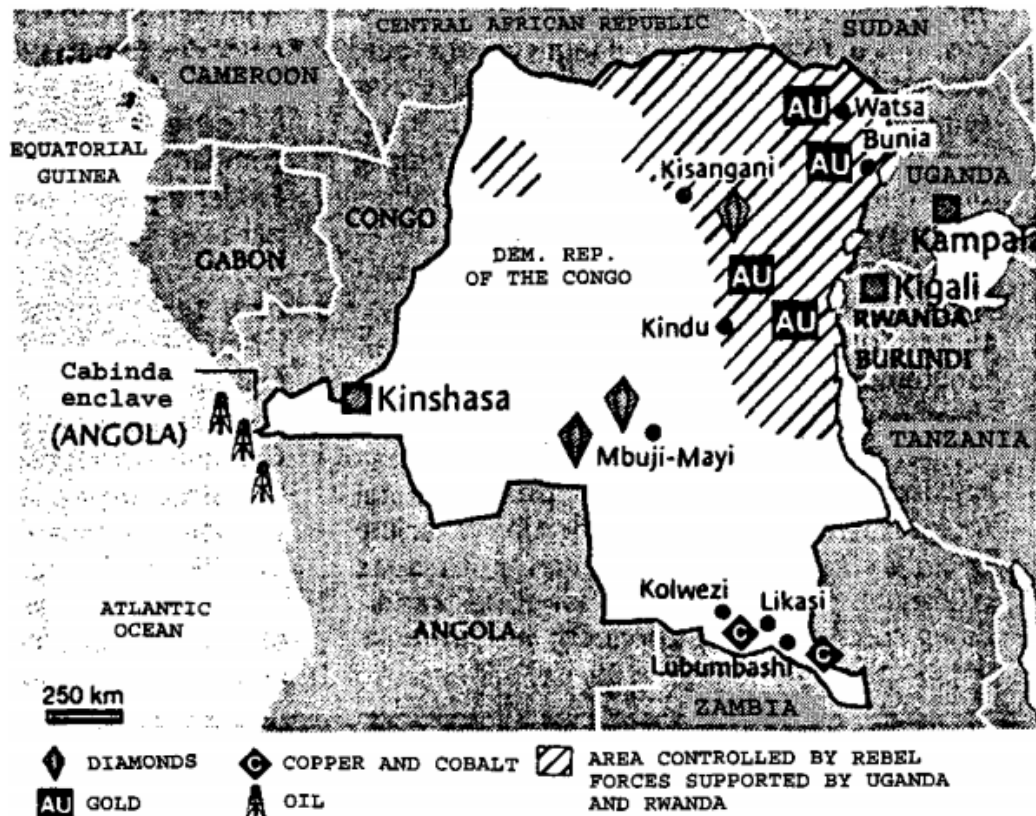 CENTRAL AFRICAN REPUBLIC
SUDAN
CAMEROON
AU
Watsa
Bunia
EQUATORIAL
GUINEA
AU
Kisangani
UGANDA
CONGO
Kampala
GABON
DEM. REP.
OF THE CONGO
AU
Kigali
AU
Kindu
RWANDA
BURUNDI
Cabinda
enclave
(ANGOLA)
Kinshasa
TANZANIA
Mbuji-Mayi
Kolwezi
Likasi
ATLANTIC
OCEAN
ANGOLA
C
C
Lubumbashi
250 km
ZAMBIA
DIAMONDS
C COPPER AND COBALT
AREA CONTROLLED BY REBEL
FORCES SUPPORTED BY UGANDA
AND RWANDA
AU GOLD
OIL